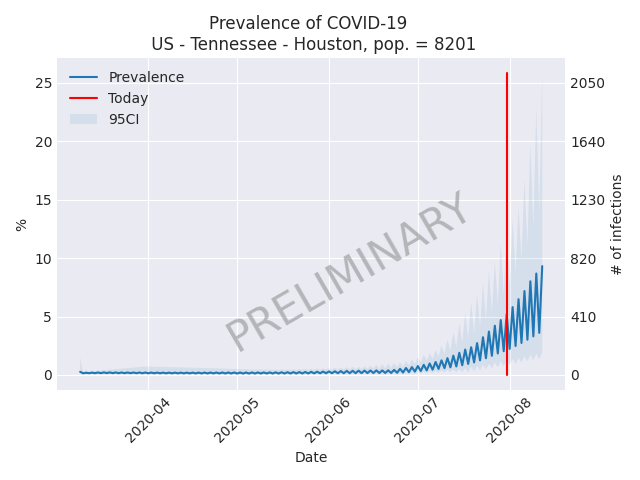 Prevalence of COVID-19
US - Tennessee - Houston, pop. = 8201
Prevalence
Today
95CI
25
20
15
10
5
0
%
2050
1640
1230
820
410
0
# of infections
PRELIMINARY
2020-04
2020-05
2020-06
2020-07
2020-08
Date